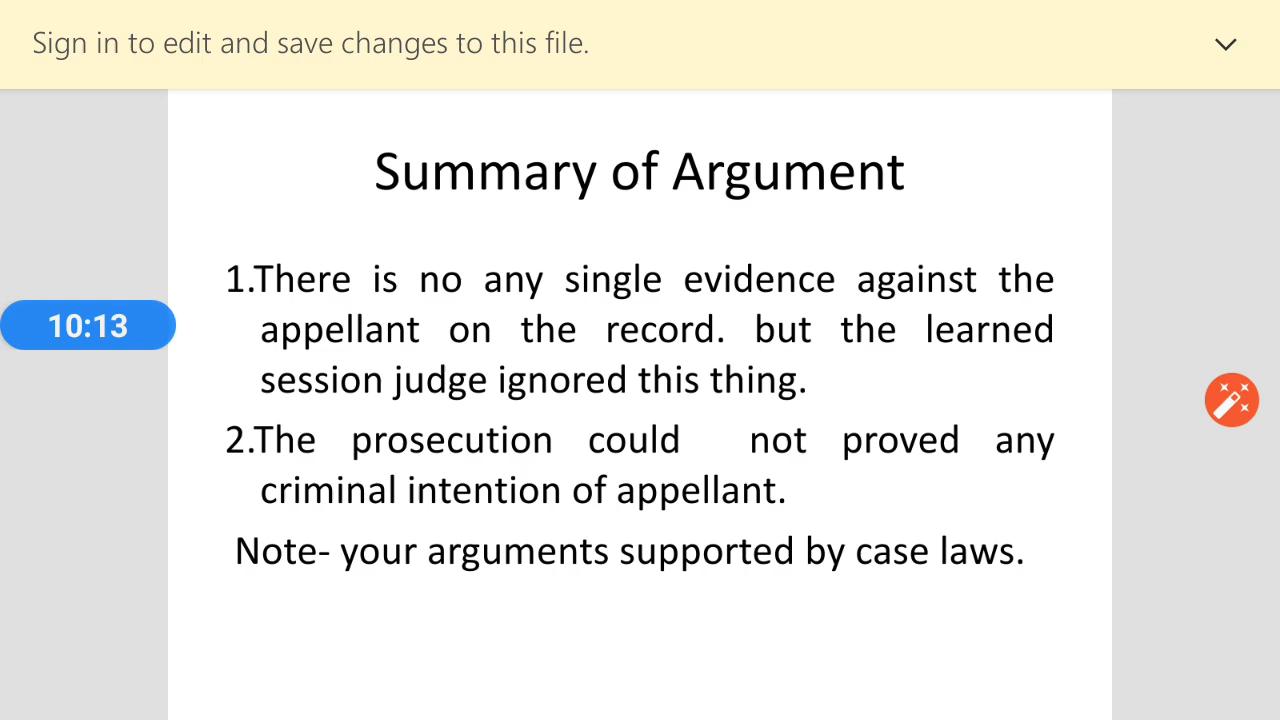 Sign in to edit and save changes to this file.
Summary of Argument
10:13
1.There is no any single evidence against the
appellant on the record. but the learned
session judge ignored this thing.
2.The prosecution could not proved any
criminal intention of appellant.
Note- your arguments supported by case laws.